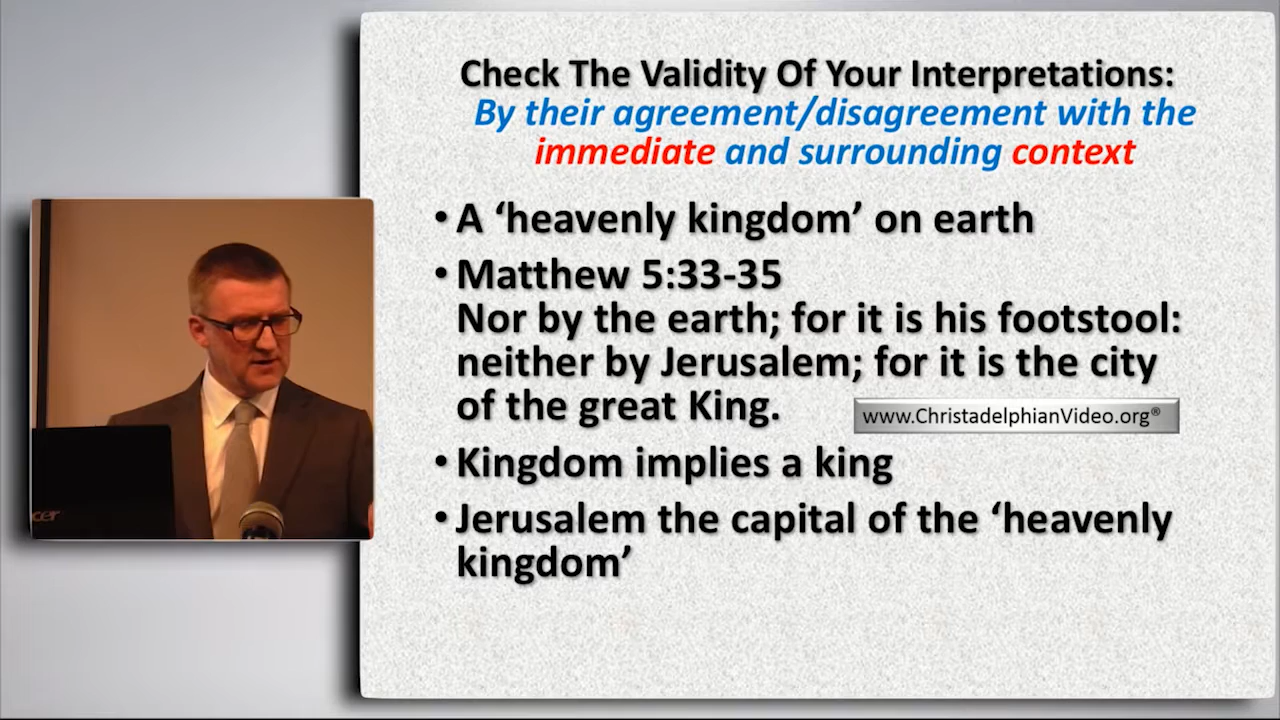 Check The Validity Of Your Interpretations:
By their agreement/disagreement with the
immediate and surrounding context
• A ‘heavenly kingdom’ on earth
• Matthew 5:33-35
Nor by the earth; for it is his footstool:
neither by Jerusalem; for it is the city
of the great King.
www.ChristadelphianVideo.org®
• Kingdom implies a king
• Jerusalem the capital of the ‘heavenly
kingdom’
cer